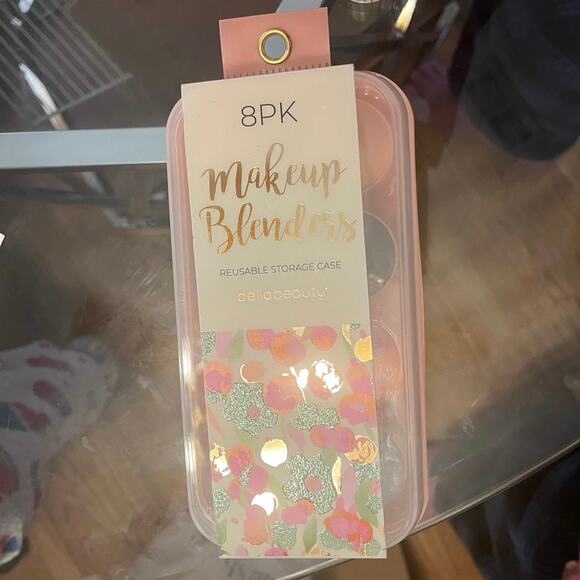 8PK
Makeup
Blenders
REUSABLE STORAGE CASE
bellabeauty